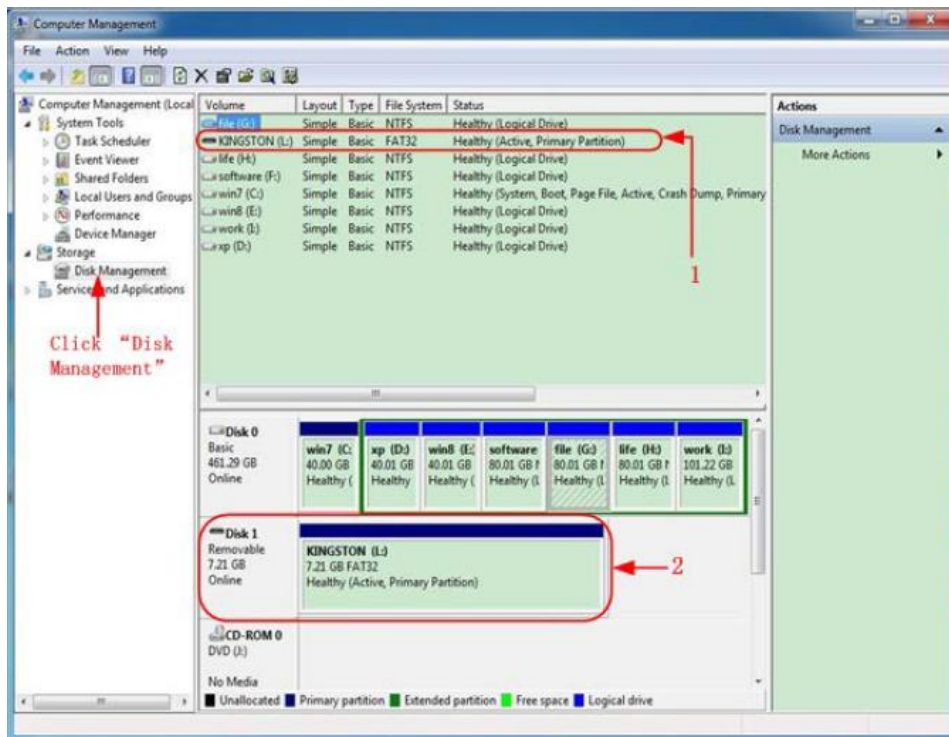 Computer Management
File Action View Help
Computer Management (Local
System Tools
Task Scheduler
Event Viewer
Shared Folders
Local Users and Groups
Performance
Device Manager
Storage
Disk Management
Services and Applications
Click “Disk
Management”
Volume Layout Type File System Status
file (G:) Simple Basic NTFS Healthy (Logical Drive)
KINGSTON (L:) Simple Basic FAT32 Healthy (Active, Primary Partition)
life (H:) Simple Basic NTFS Healthy (Logical Drive)
software (F:) Simple Basic NTFS Healthy (Logical Drive)
win7 (C:) Simple Basic NTFS Healthy (System, Boot, Page File, Active, Crash Dump, Primary
win8 (E:) Simple Basic NTFS Healthy (Logical Drive)
work (I:) Simple Basic NTFS Healthy (Logical Drive)
xp (D:) Simple Basic NTFS Healthy (Logical Drive)
1
Actions
Disk Management
More Actions
Disk 0
Basic
461.29 GB
Online
win7 (C:
40.00 GB
Healthy (
xp (D:)
40.01 GB
Healthy
win8 (E:
40.01 GB
Healthy (
software
80.01 GB N
Healthy (L
file (G:)
80.01 GB N
Healthy (L
life (H:)
80.01 GB N
Healthy (L
work (I:)
101.22 GB
Healthy (L
Disk 1
Removable
7.21 GB
Online
KINGSTON (L:)
7.21 GB FAT32
Healthy (Active, Primary Partition)
2
CD-ROM 0
DVD (J:)
No Media
Unallocated Primary partition Extended partition Free space Logical drive